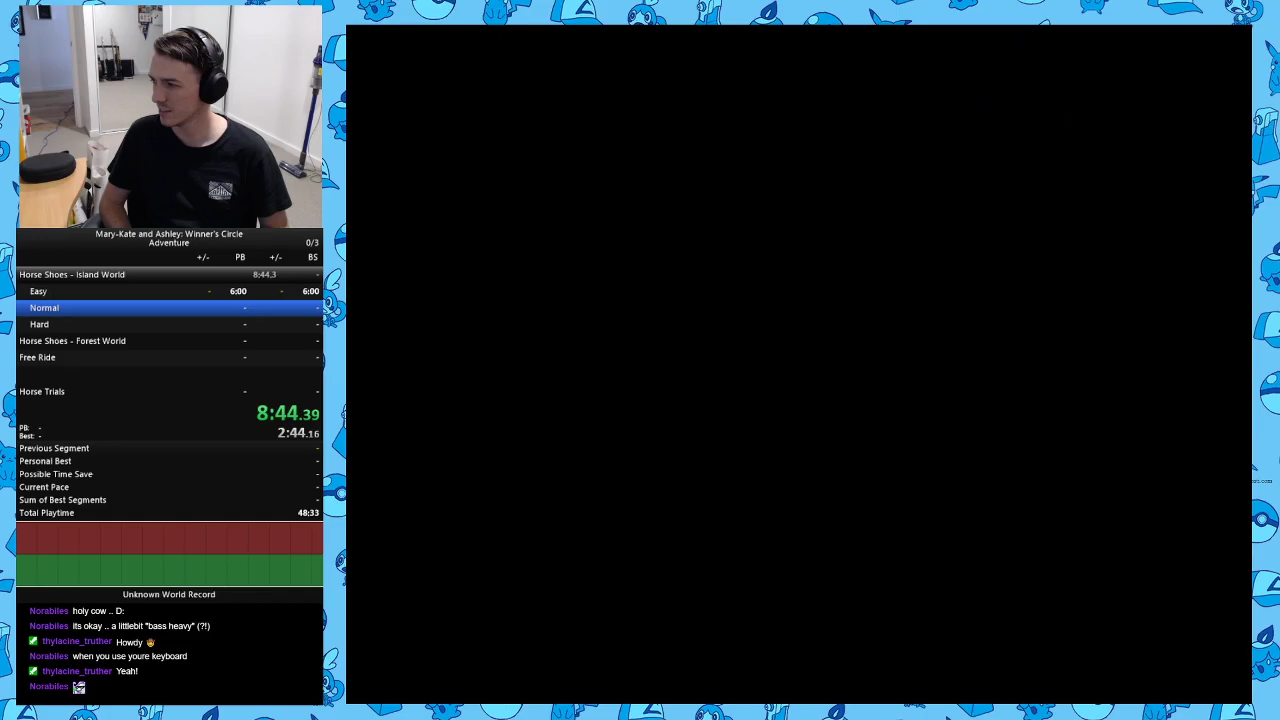 Mary-Kate and Ashley: Winner's Circle
Adventure 0/3
+/- PB +/- BS
Horse Shoes - Island World 8:44.3 -
Easy - 6:00 - 6:00
Normal - -
Hard - -
Horse Shoes - Forest World - -
Free Ride - -
Horse Trials - -
8:44.39
PB: -
Best: -
2:44.16
Previous Segment -
Personal Best -
Possible Time Save -
Current Pace -
Sum of Best Segments -
Total Playtime 48:33
Unknown World Record
Norabiles holy cow .. D:
Norabiles its okay .. a littlebit "bass heavy" (?!)
thylacine_truther Howdy 🤠
Norabiles when you use youre keyboard
thylacine_truther Yeah!
Norabiles